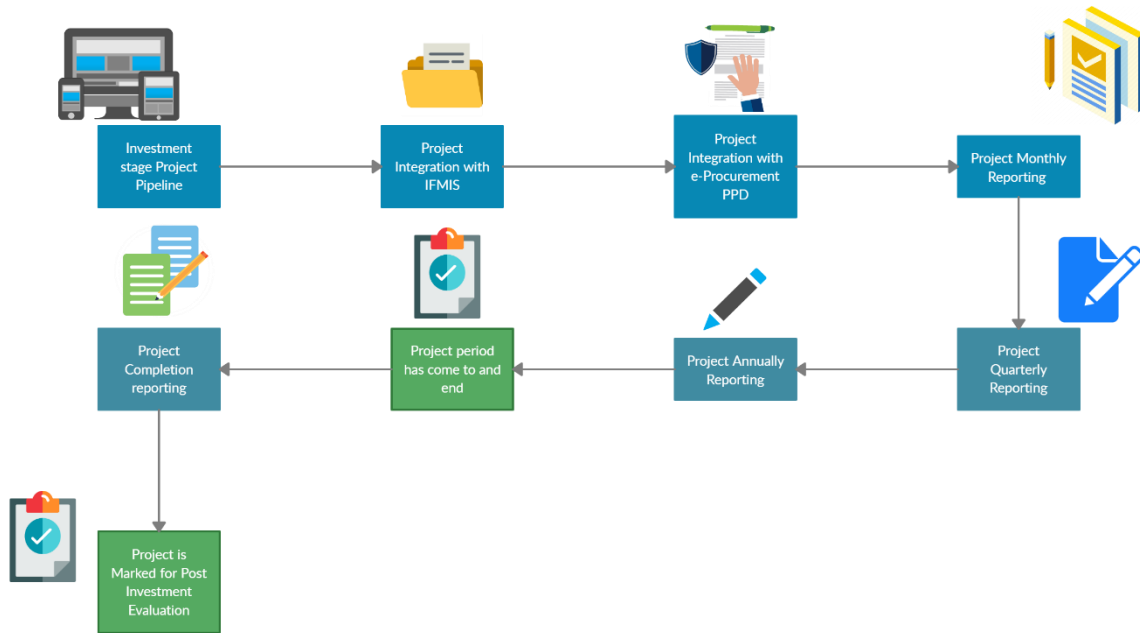 Investment
stage Project
Pipeline
Project
Integration with
IFMIS
Project
Integration with
e-Procurement
PPD
Project Monthly
Reporting
Project
Quarterly
Reporting
Project Annually
Reporting
Project period
has come to and
end
Project
Completion
reporting
Project is
Marked for Post
Investment
Evaluation